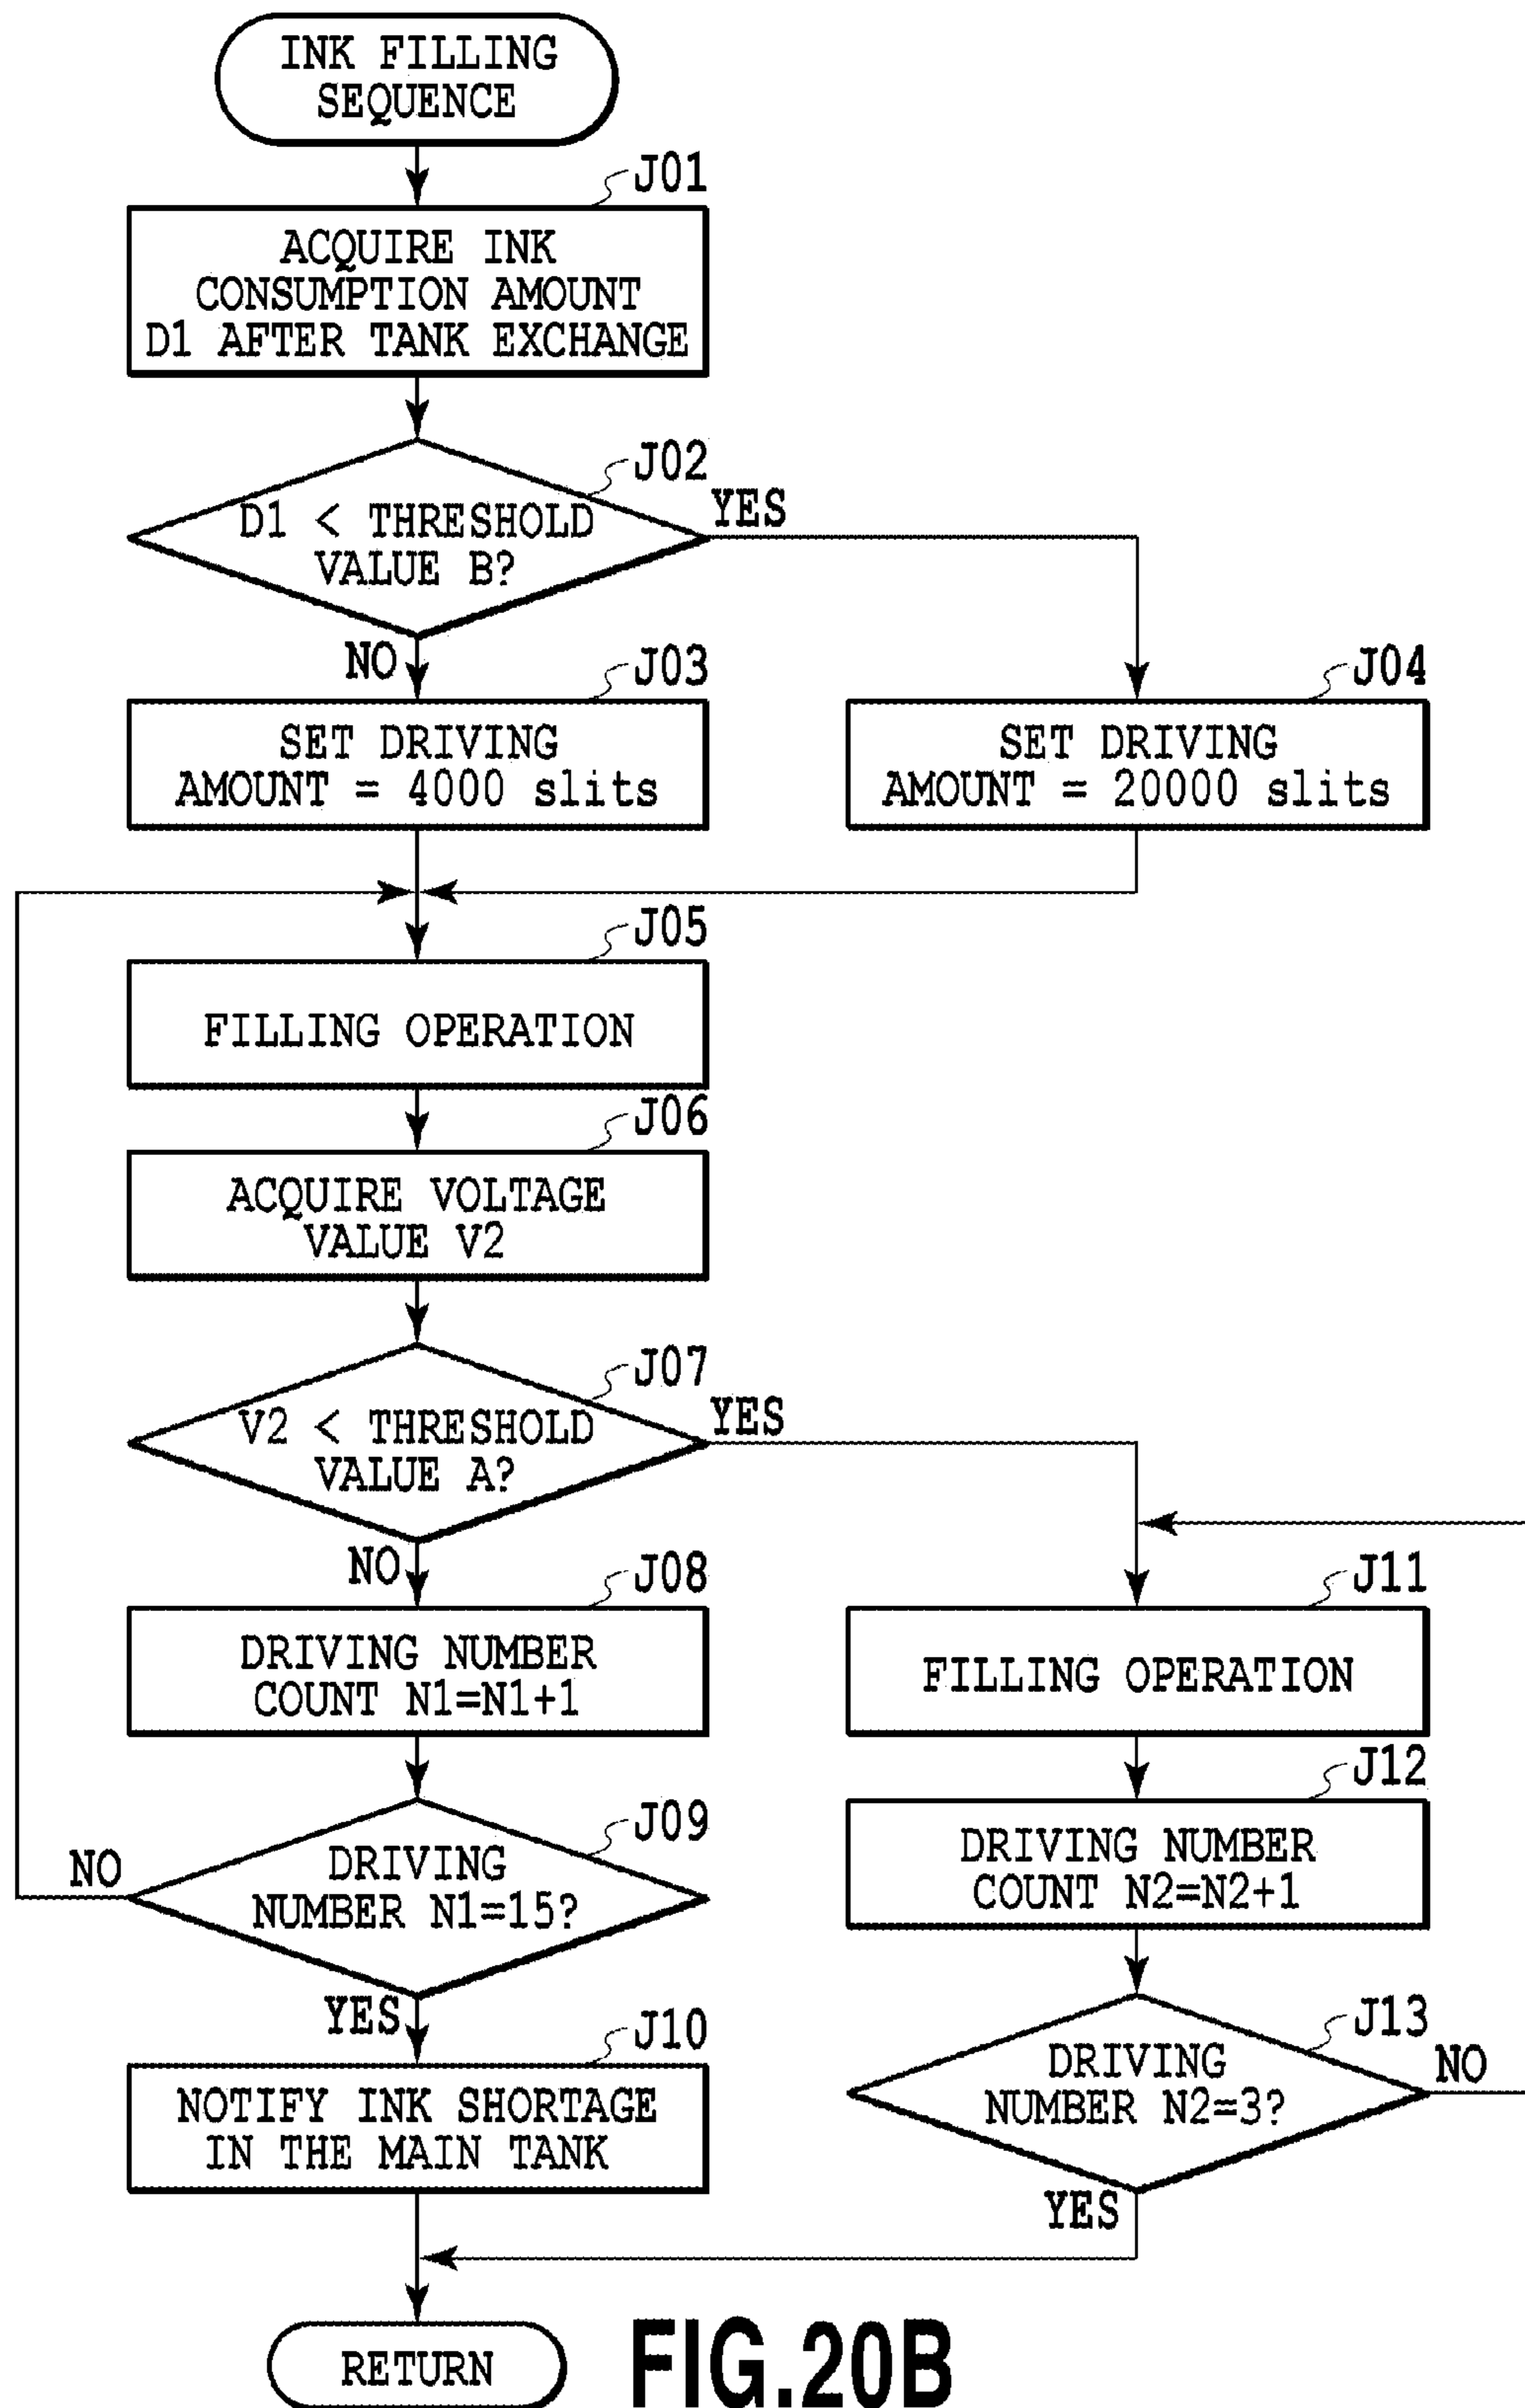 INK FILLING
SEQUENCE
J01
ACQUIRE INK
CONSUMPTION AMOUNT
D1 AFTER TANK EXCHANGE
J02
D1 < THRESHOLD
VALUE B?
YES
NO
J03
SET DRIVING
AMOUNT = 4000 slits
J04
SET DRIVING
AMOUNT = 20000 slits
J05
FILLING OPERATION
J06
ACQUIRE VOLTAGE
VALUE V2
J07
V2 < THRESHOLD
VALUE A?
YES
NO
J08
DRIVING NUMBER
COUNT N1=N1+1
J09
DRIVING
NUMBER N1=15?
NO
YES
J10
NOTIFY INK SHORTAGE
IN THE MAIN TANK
J11
FILLING OPERATION
J12
DRIVING NUMBER
COUNT N2=N2+1
J13
DRIVING
NUMBER N2=3?
NO
YES
RETURN
FIG.20B